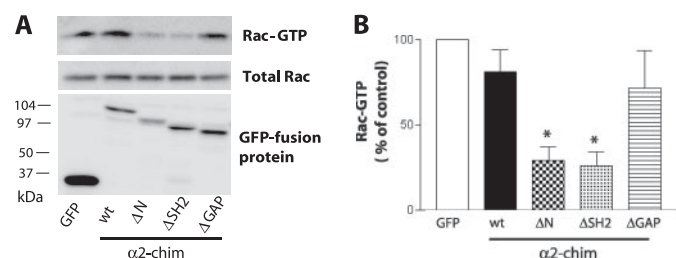 A
Rac-GTP
Total Rac
104
97
50
37
kDa
GFP-fusion
protein
GFP
wt
ΔN
ΔSH2
ΔGAP
α2-chim
B
Rac-GTP
( % of control)
100
50
0
*
*
GFP
wt
ΔN
ΔSH2
ΔGAP
α2-chim